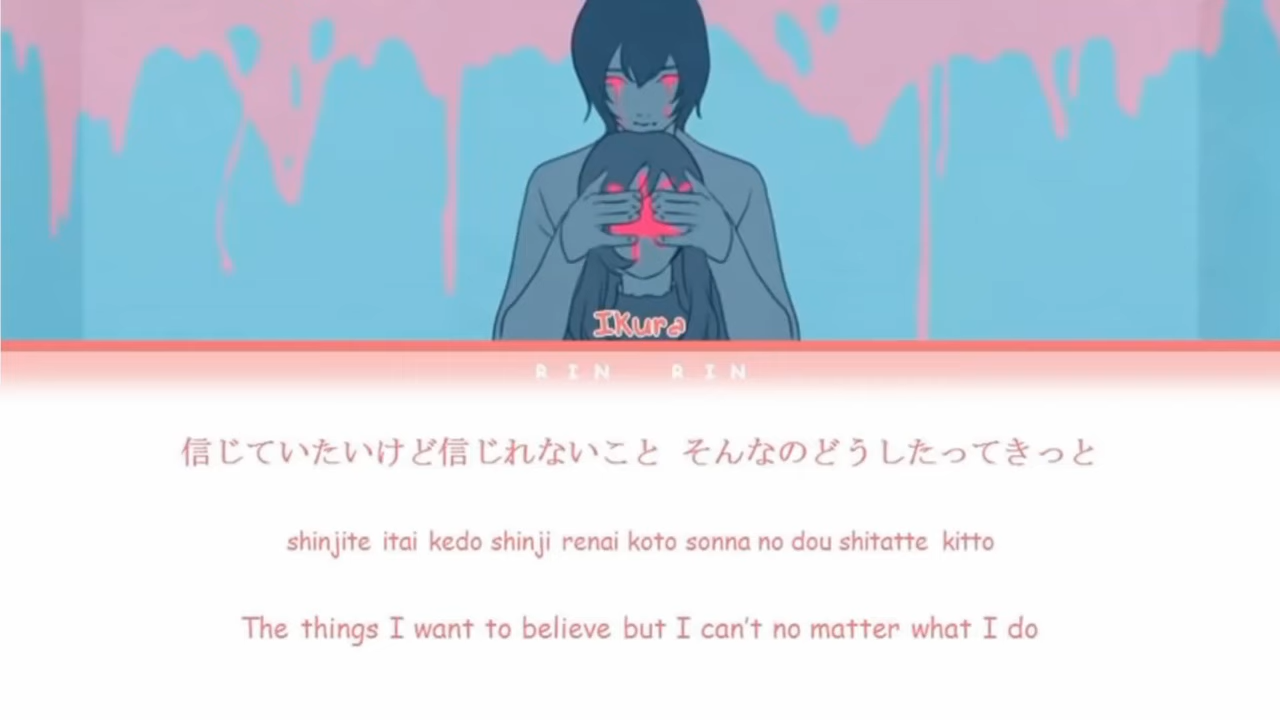 IKura
RIN RIN
信じていたいけど信じれないこと そんなのどうしたってきっと
shinjite itai kedo shinji renai koto sonna no dou shitatte kitto
The things I want to believe but I can't no matter what I do